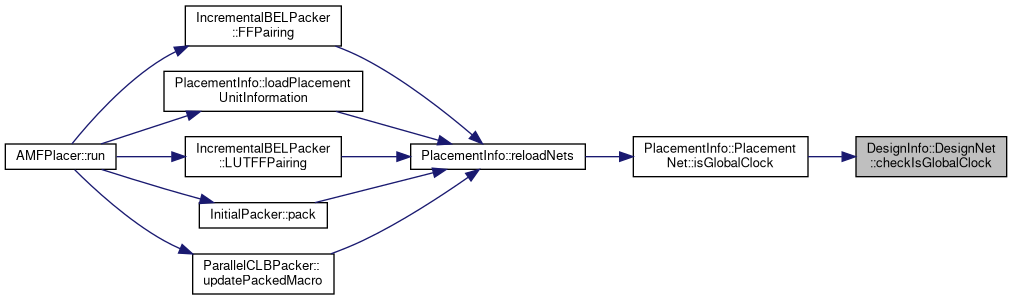 IncrementalBELPacker
::FFPairing
PlacementInfo::loadPlacement
UnitInformation
AMFPlacer::run
IncrementalBELPacker
::LUTFFPairing
PlacementInfo::reloadNets
PlacementInfo::Placement
Net::isGlobalClock
DesignInfo::DesignNet
::checkIsGlobalClock
InitialPacker::pack
ParallelCLBPacker::
updatePackedMacro